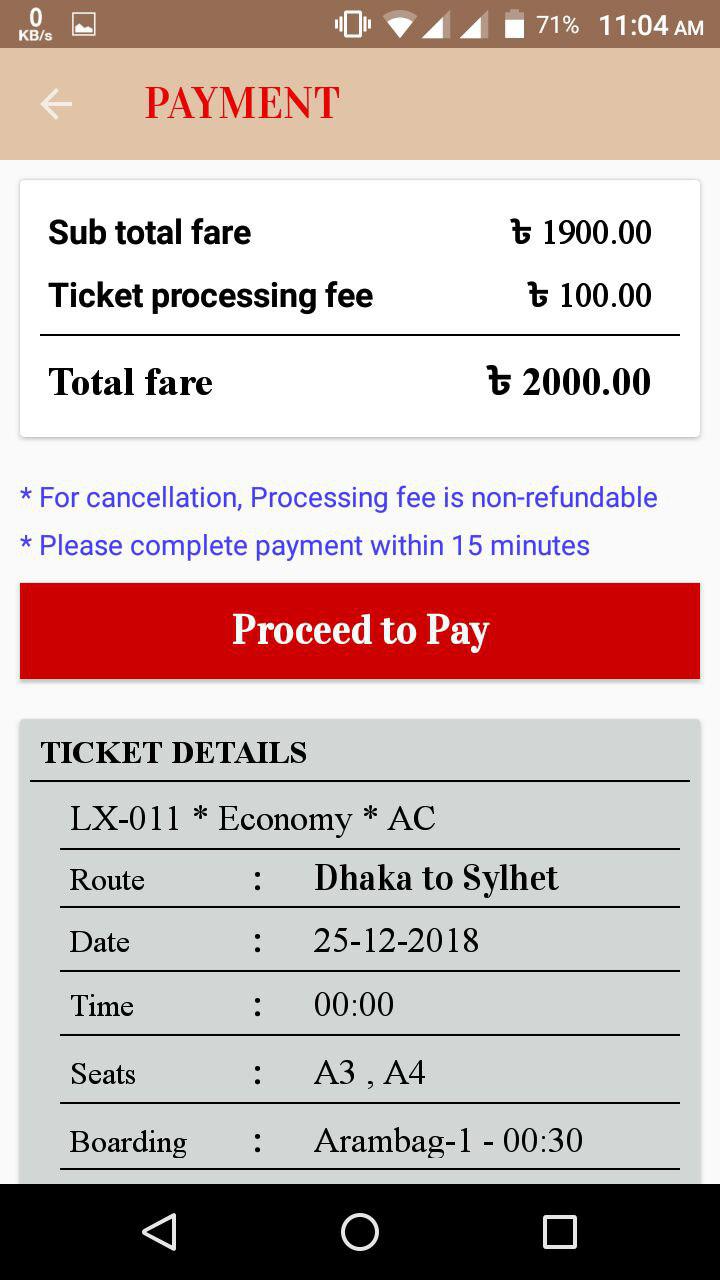 0
KB/s
71% 11:04 AM
PAYMENT
Sub total fare ৳ 1900.00
Ticket processing fee ৳ 100.00
Total fare ৳ 2000.00
* For cancellation, Processing fee is non-refundable
* Please complete payment within 15 minutes
Proceed to Pay
TICKET DETAILS
LX-011 * Economy * AC
Route : Dhaka to Sylhet
Date : 25-12-2018
Time : 00:00
Seats : A3 , A4
Boarding : Arambag-1 - 00:30